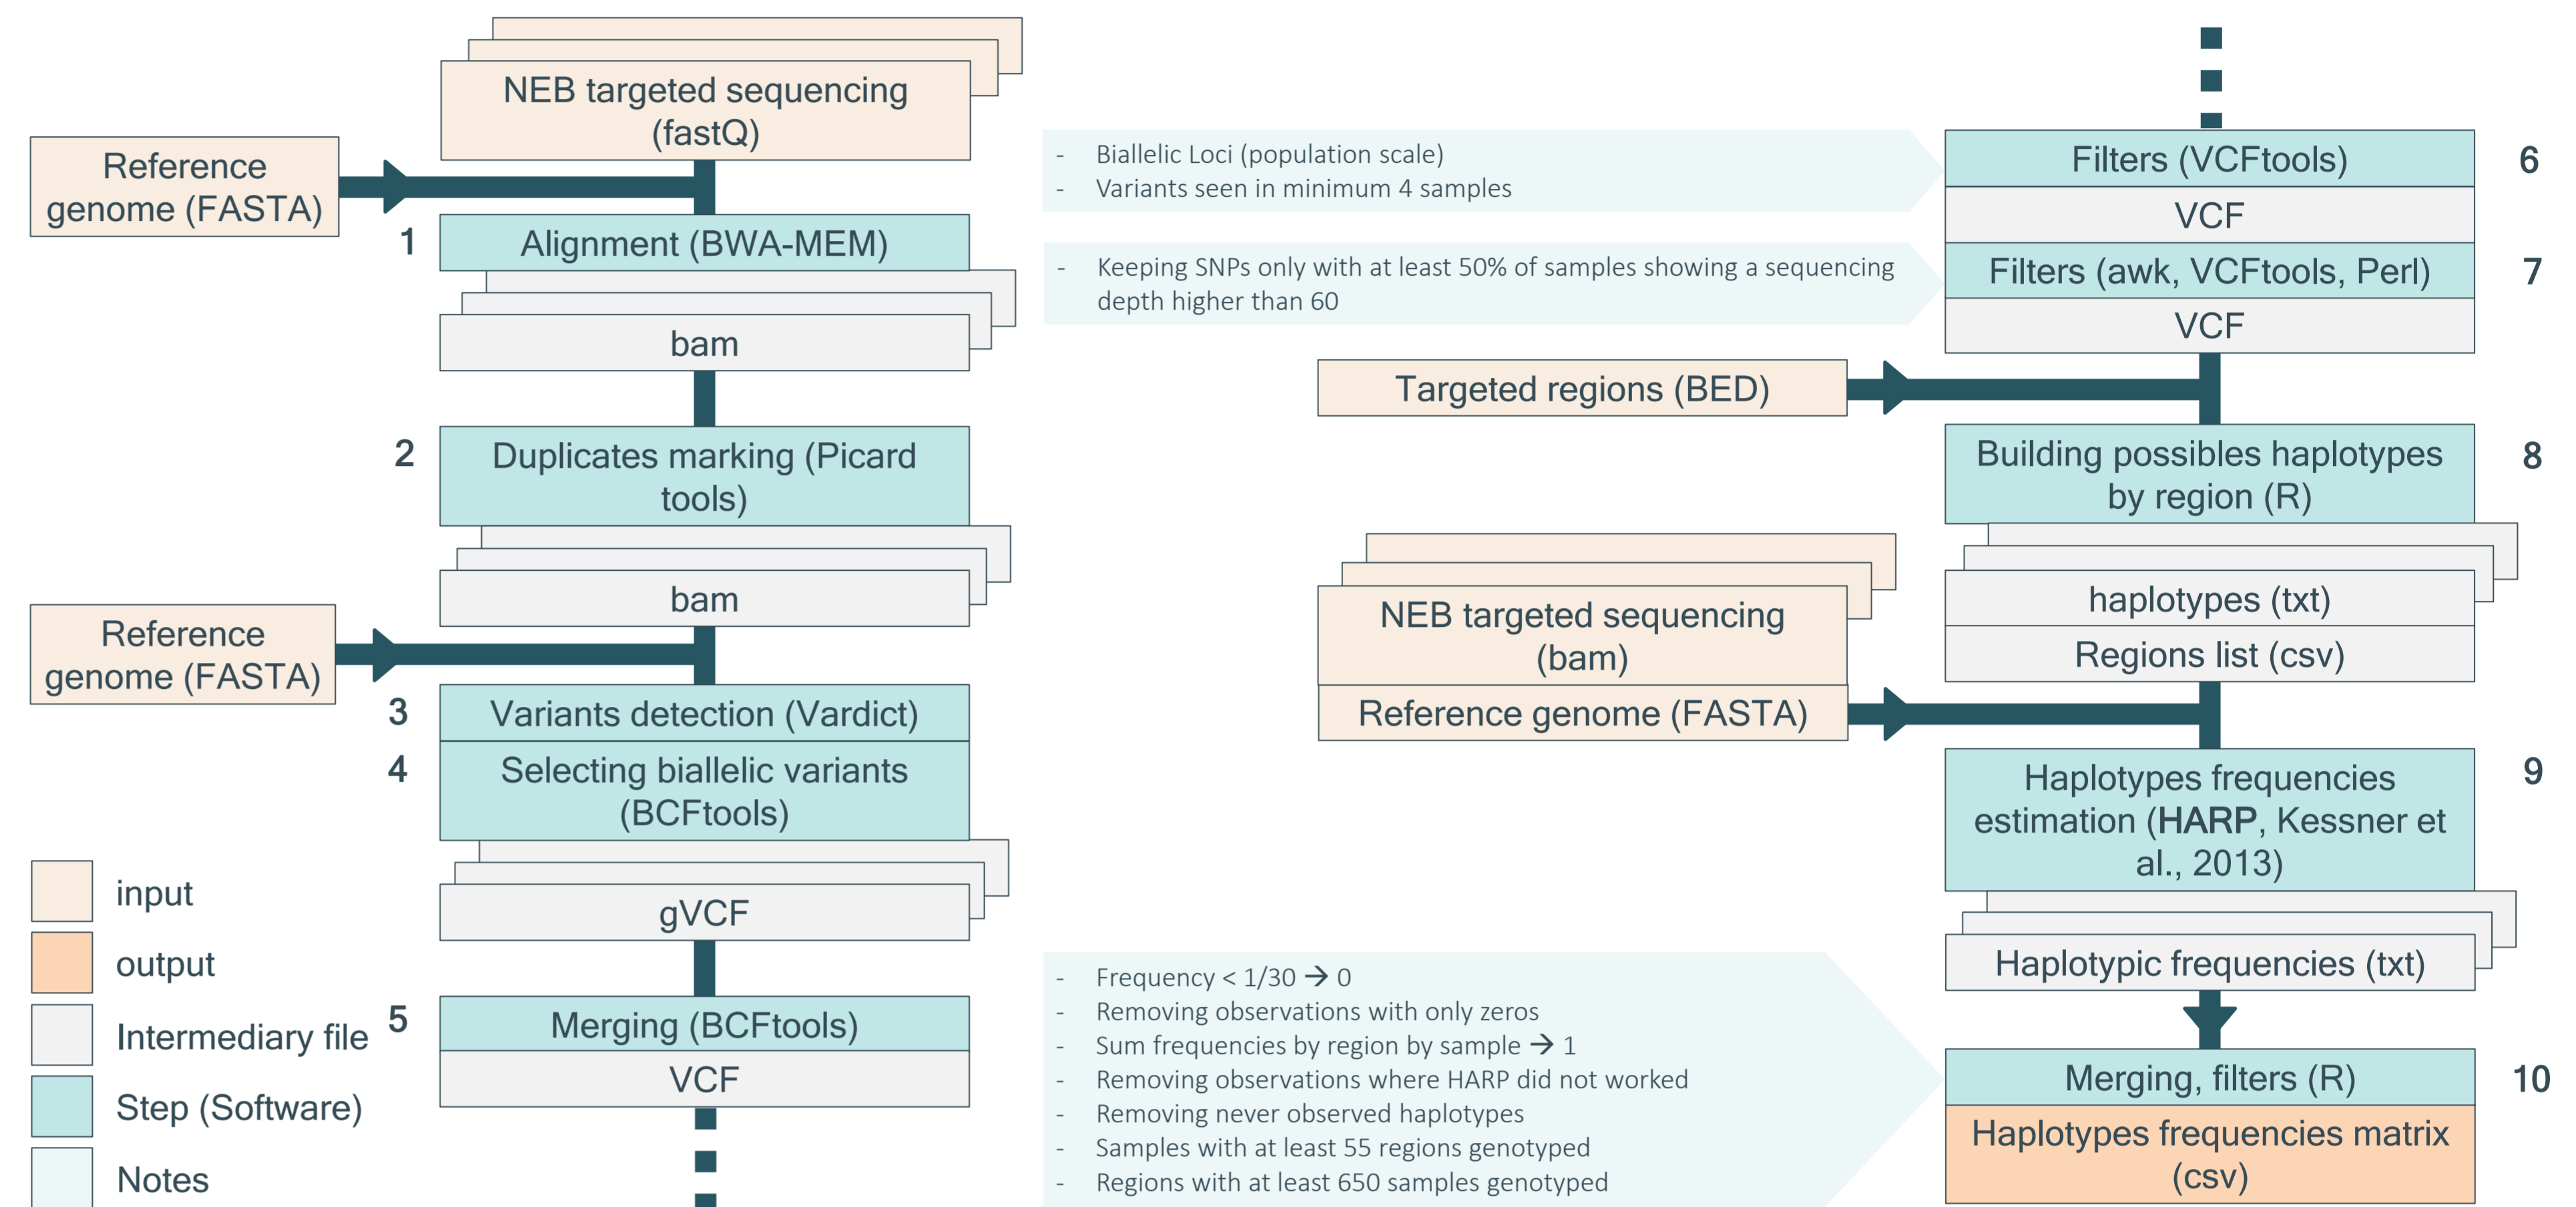 NEB targeted sequencing
(fastQ)
Reference
genome (FASTA)
1
Alignment (BWA-MEM)
bam
2
Duplicates marking (Picard
tools)
bam
Reference
genome (FASTA)
3
Variants detection (Vardict)
4
Selecting biallelic variants
(BCFtools)
gVCF
5
Merging (BCFtools)
VCF
input
output
Intermediary file
Step (Software)
Notes
- Biallelic Loci (population scale)
- Variants seen in minimum 4 samples
Filters (VCFtools)
6
VCF
- Keeping SNPs only with at least 50% of samples showing a sequencing
depth higher than 60
Filters (awk, VCFtools, Perl)
7
VCF
Targeted regions (BED)
Building possibles haplotypes
by region (R)
8
haplotypes (txt)
Regions list (csv)
NEB targeted sequencing
(bam)
Reference genome (FASTA)
Haplotypes frequencies
estimation (HARP, Kessner et
al., 2013)
9
Haplotypic frequencies (txt)
- Frequency < 1/30 → 0
- Removing observations with only zeros
- Sum frequencies by region by sample → 1
- Removing observations where HARP did not worked
- Removing never observed haplotypes
- Samples with at least 55 regions genotyped
- Regions with at least 650 samples genotyped
Merging, filters (R)
10
Haplotypes frequencies matrix
(csv)